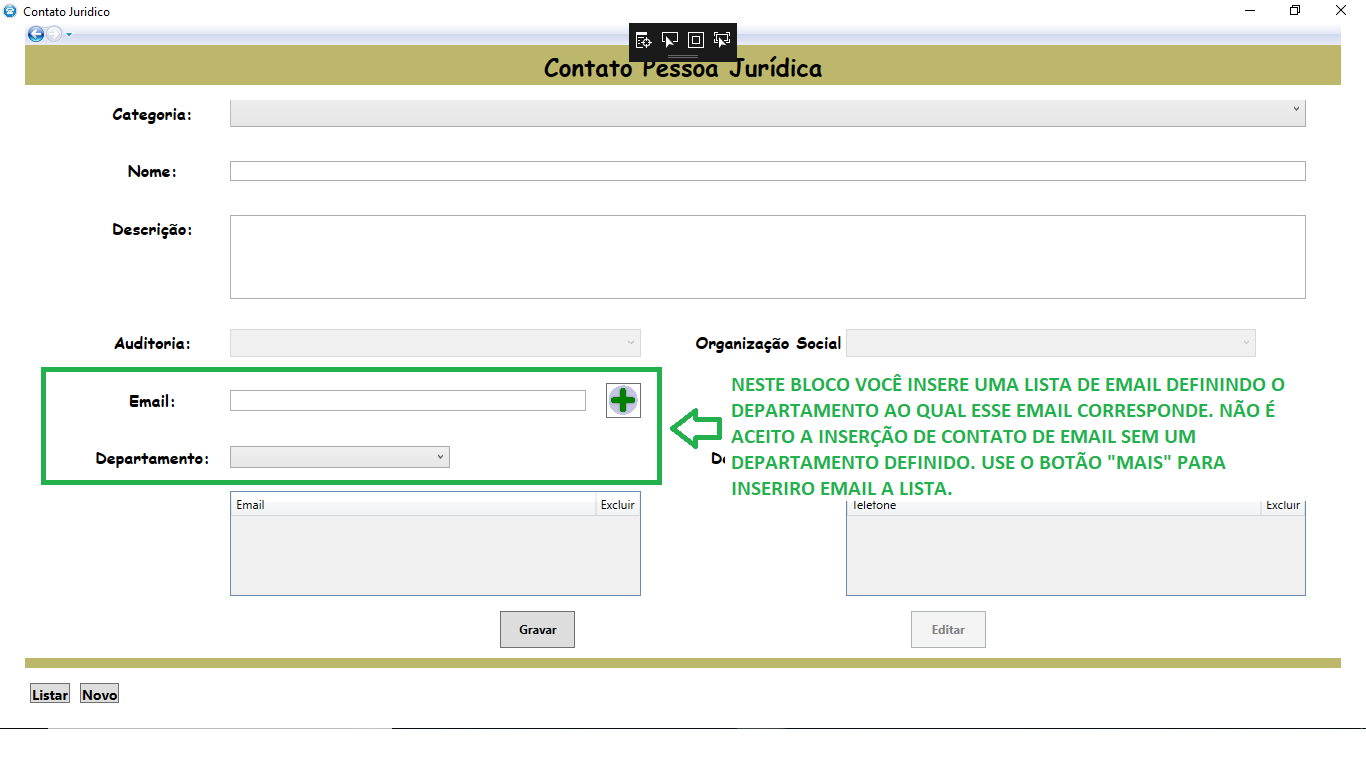 Contato Juridico
Contato Pessoa Jurídica
Categoria:
Nome:
Descrição:
Auditoria:
Organização Social
Email:
Departamento:
NESTE BLOCO VOCÊ INSERE UMA LISTA DE EMAIL DEFININDO O
DEPARTAMENTO AO QUAL ESSE EMAIL CORRESPONDE. NÃO É
ACEITO A INSERÇÃO DE CONTATO DE EMAIL SEM UM
DEPARTAMENTO DEFINIDO. USE O BOTÃO "MAIS" PARA
INSERIRO EMAIL A LISTA.
Email Excluir
Telefone Excluir
Gravar
Editar
Listar Novo